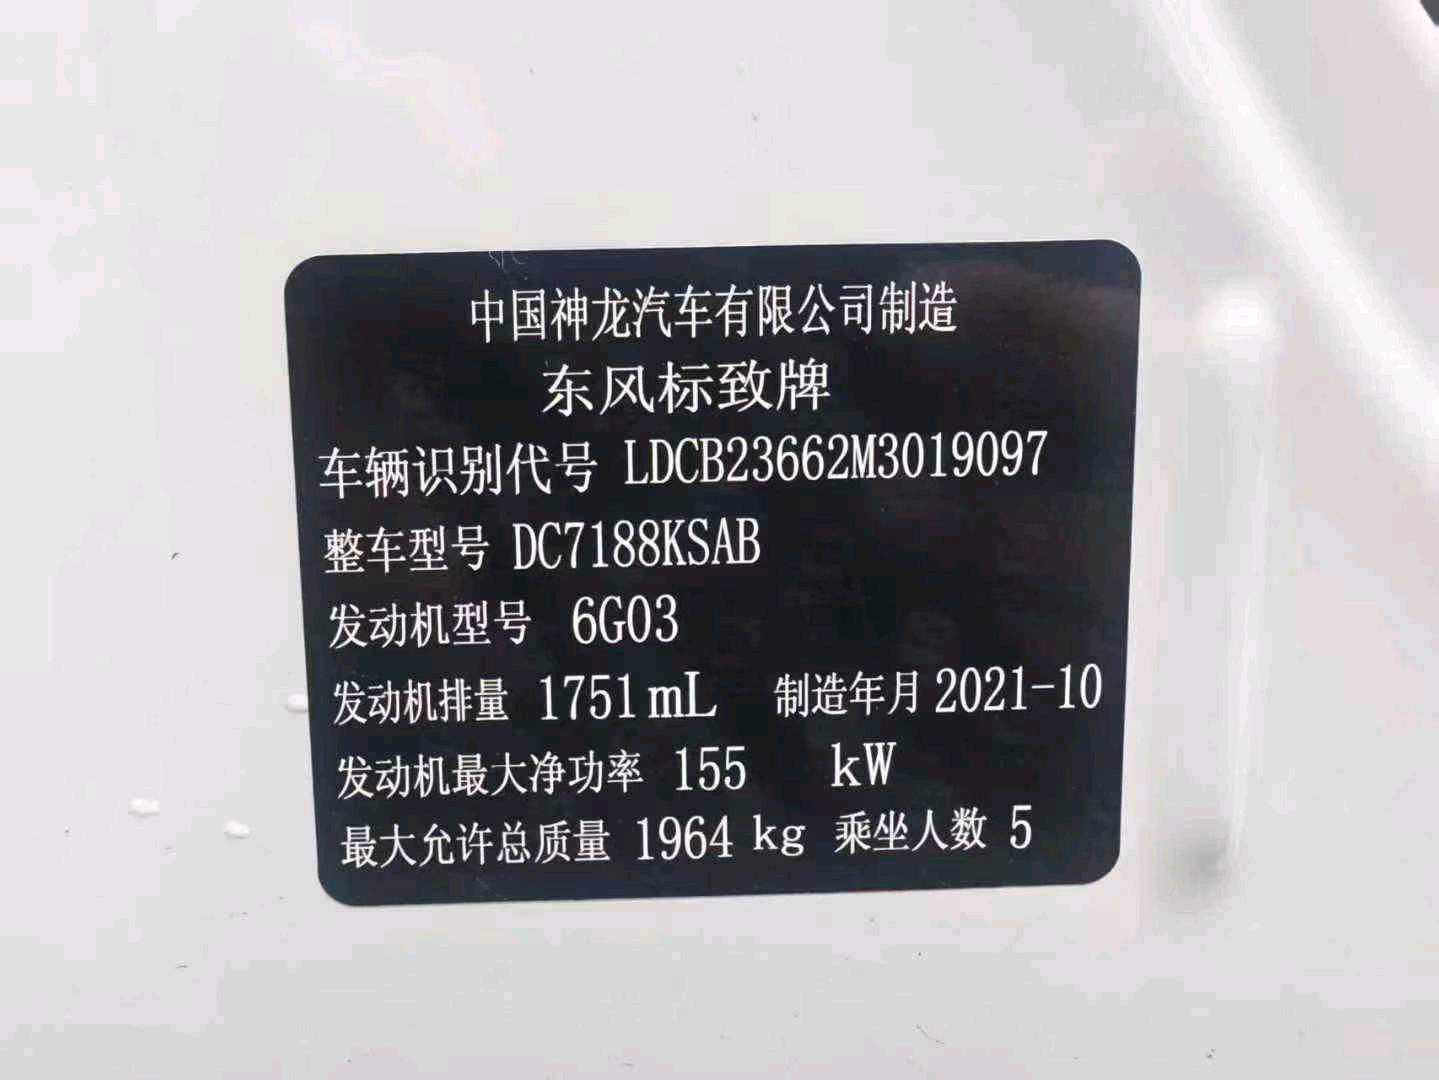 中国神龙汽车有限公司制造
东风标致牌
车辆识别代号 LDCB23662M3019097
整车型号 DC7188KSAB
发动机型号 6G03
发动机排量 1751 mL 制造年月 2021-10
发动机最大净功率 155 kW
最大允许总质量 1964 kg 乘坐人数 5